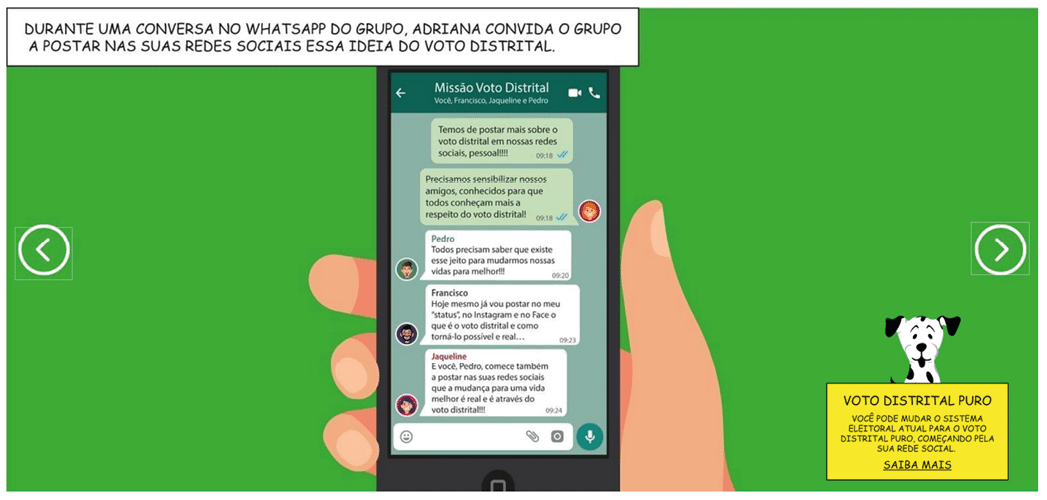 DURANTE UMA CONVERSA NO WHATSAPP DO GRUPO, ADRIANA CONVIDA O GRUPO
A POSTAR NAS SUAS REDES SOCIAIS ESSA IDEIA DO VOTO DISTRITAL.
Missão Voto Distrital
Você, Francisco, Jaqueline e Pedro
Temos de postar mais sobre o
voto distrital em nossas redes
sociais, pessoal!!!!
09:18
Precisamos sensibilizar nossos
amigos, conhecidos para que
todos conheçam mais a
respeito do voto distrital!
09:18
Pedro
Todos precisam saber que existe
esse jeito para mudarmos nossas
vidas para melhor!!!
09:20
Francisco
Hoje mesmo já vou postar no meu
"status", no Instagram e no Face o
que é o voto distrital e como
torná-lo possível e real...
09:23
Jaqueline
E você, Pedro, comece também
a postar nas suas redes sociais
que a mudança para uma vida
melhor é real e é através do
voto distrital!!!
09:24
VOTO DISTRITAL PURO
VOCÊ PODE MUDAR O SISTEMA
ELEITORAL ATUAL PARA O VOTO
DISTRITAL PURO, COMEÇANDO PELA
SUA REDE SOCIAL.
SAIBA MAIS